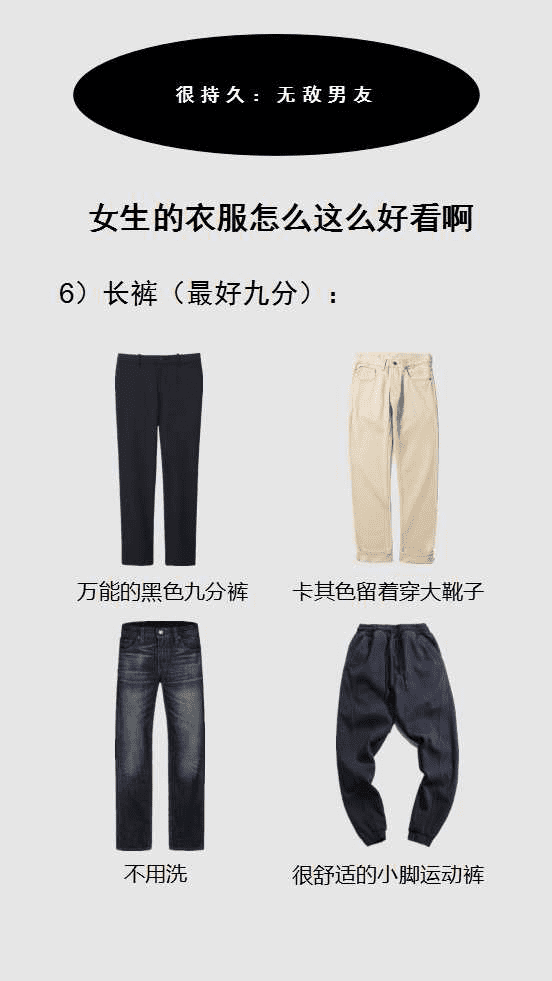 很持久：无敌男友
女生的衣服怎么这么好看啊
6）长裤（最好九分）：
万能的黑色九分裤
卡其色留着穿大靴子
不用洗
很舒适的小脚运动裤